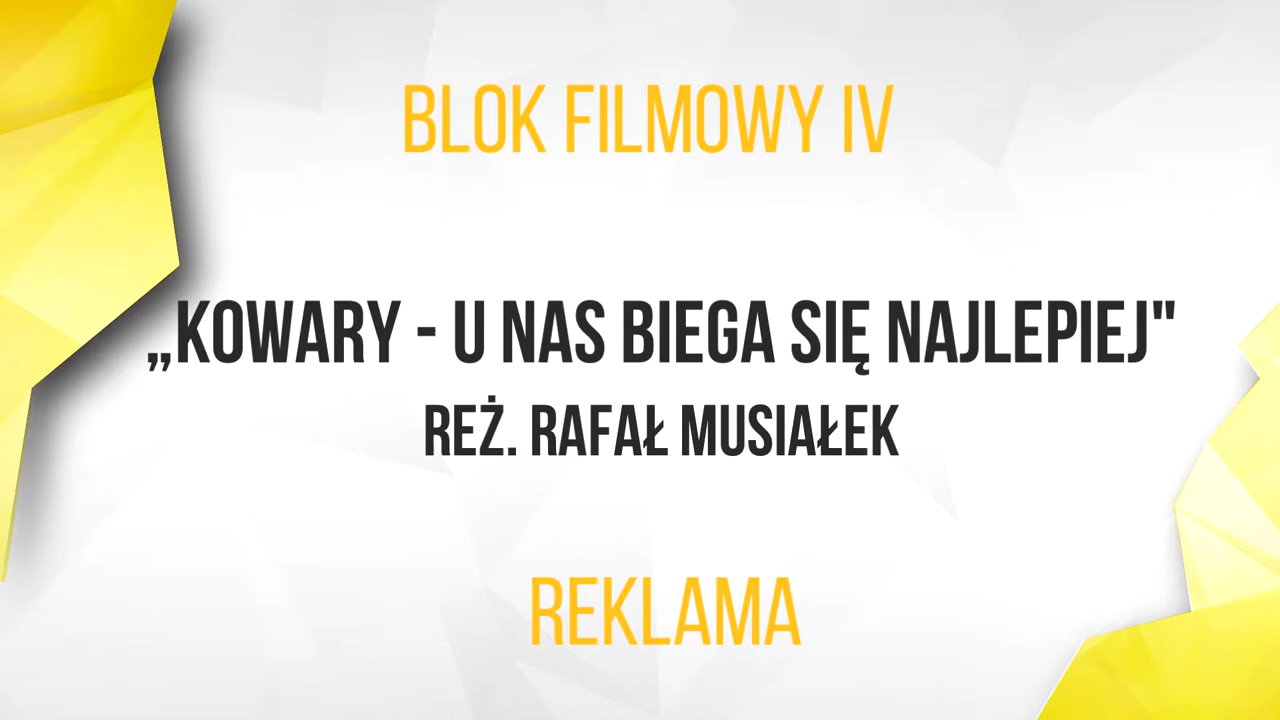 BLOK FILMOWY IV
„KOWARY - U NAS BIEGA SIĘ NAJLEPIEJ"
REŻ. RAFAŁ MUSIAŁEK
REKLAMA